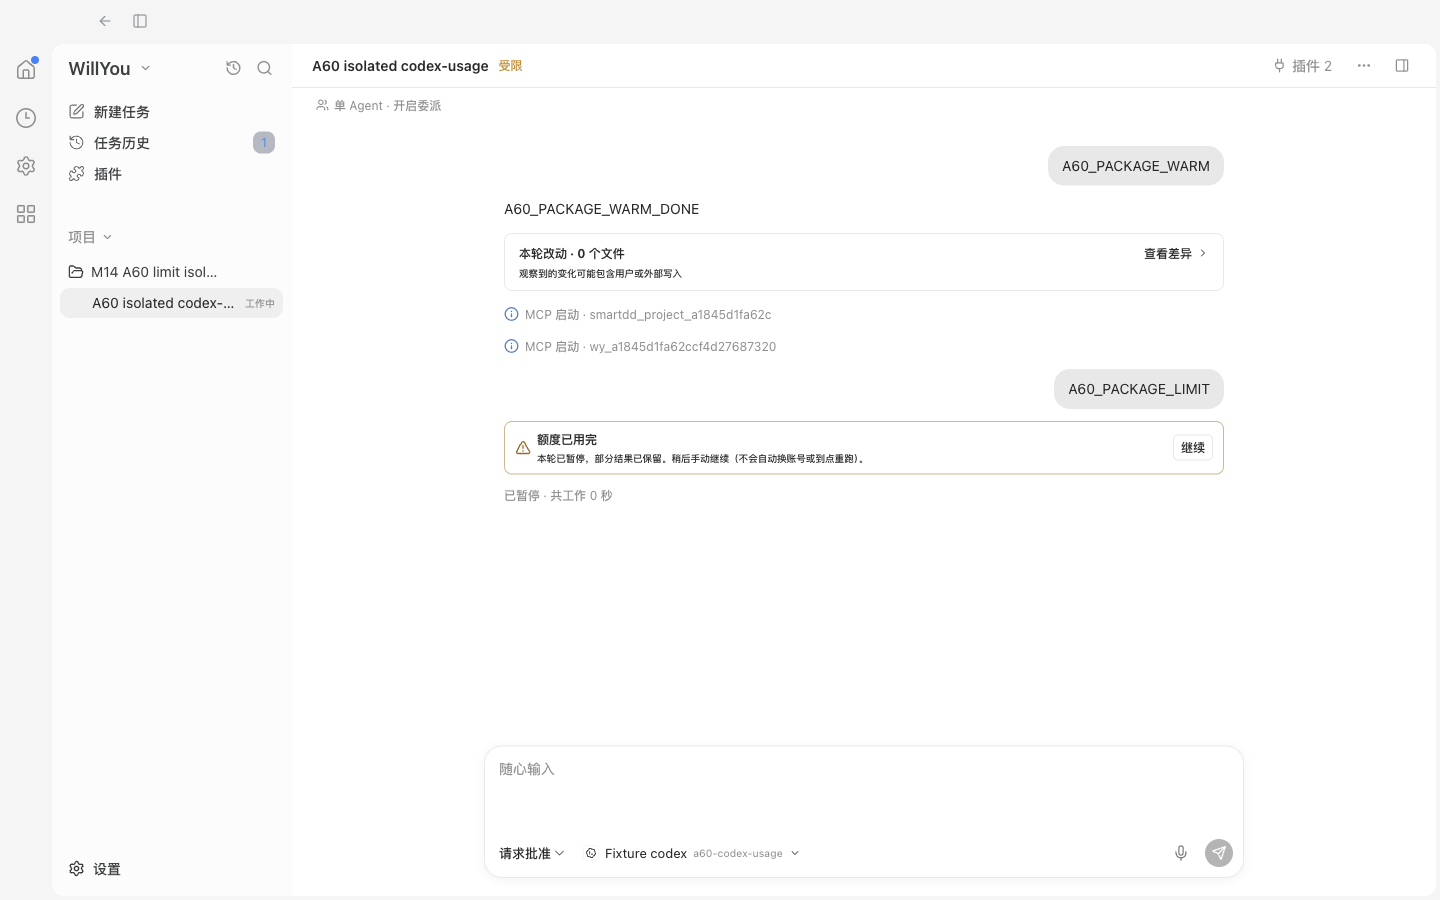 WillYou
新建任务
任务历史 1
插件
项目
M14 A60 limit isol...
A60 isolated codex-... 工作中
设置
A60 isolated codex-usage 受限
插件 2
单 Agent · 开启委派
A60_PACKAGE_WARM
A60_PACKAGE_WARM_DONE
本轮改动 · 0 个文件
查看差异
观察到的变化可能包含用户或外部写入
MCP 启动 · smartdd_project_a1845d1fa62c
MCP 启动 · wy_a1845d1fa62ccf4d27687320
A60_PACKAGE_LIMIT
额度已用完
本轮已暂停，部分结果已保留。稍后手动继续（不会自动换账号或到点重跑）。
继续
已暂停 · 共工作 0 秒
随心输入
请求批准
Fixture codex a60-codex-usage